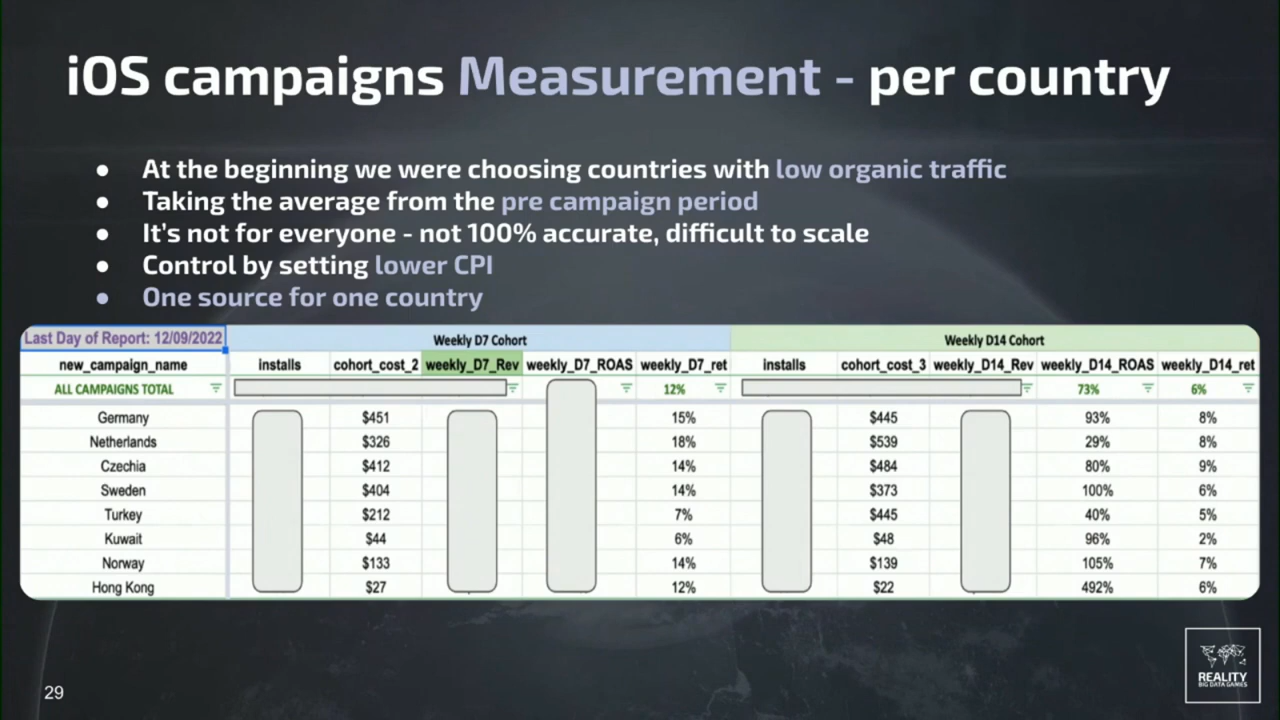 iOS campaigns Measurement - per country
● At the beginning we were choosing countries with low organic traffic
● Taking the average from the pre campaign period
● It's not for everyone - not 100% accurate, difficult to scale
● Control by setting lower CPI
● One source for one country
Last Day of Report: 12/09/2022 Weekly D7 Cohort Weekly D14 Cohort
new_campaign_name installs cohort_cost_2 weekly_D7_Rev weekly_D7_ROAS weekly_D7_ret installs cohort_cost_3 weekly_D14_Rev weekly_D14_ROAS weekly_D14_ret
ALL CAMPAIGNS TOTAL 12% 73% 6%
Germany $451 15% $445 93% 8%
Netherlands $326 18% $539 29% 8%
Czechia $412 14% $484 80% 9%
Sweden $404 14% $373 100% 6%
Turkey $212 7% $445 40% 5%
Kuwait $44 6% $48 96% 2%
Norway $133 14% $139 105% 7%
Hong Kong $27 12% $22 492% 6%
29
REALITY
BIG DATA GAMES